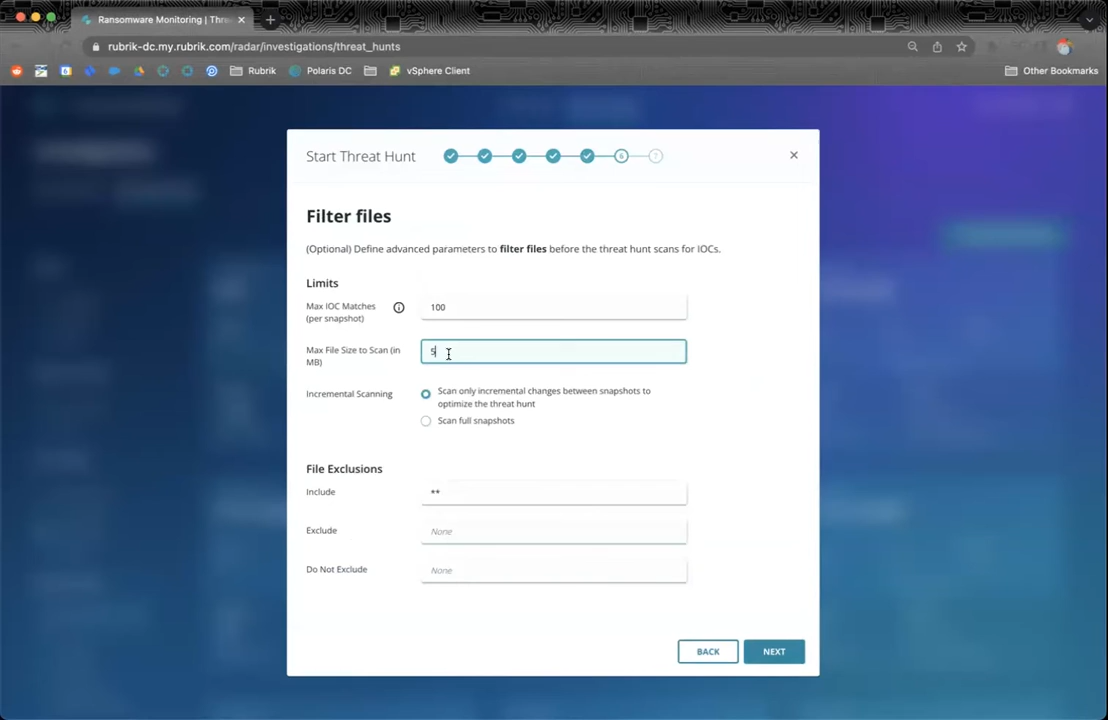 Ransomware Monitoring | Thre
rubrik-dc.my.rubrik.com/radar/investigations/threat_hunts
Rubrik
Polaris DC
vSphere Client
Other Bookmarks
Start Threat Hunt
6
7
Filter files
(Optional) Define advanced parameters to filter files before the threat hunt scans for IOCs.
Limits
Max IOC Matches
(per snapshot)
100
Max File Size to Scan (in
MB)
5
Incremental Scanning
Scan only incremental changes between snapshots to
optimize the threat hunt
Scan full snapshots
File Exclusions
Include
**
Exclude
None
Do Not Exclude
None
BACK
NEXT